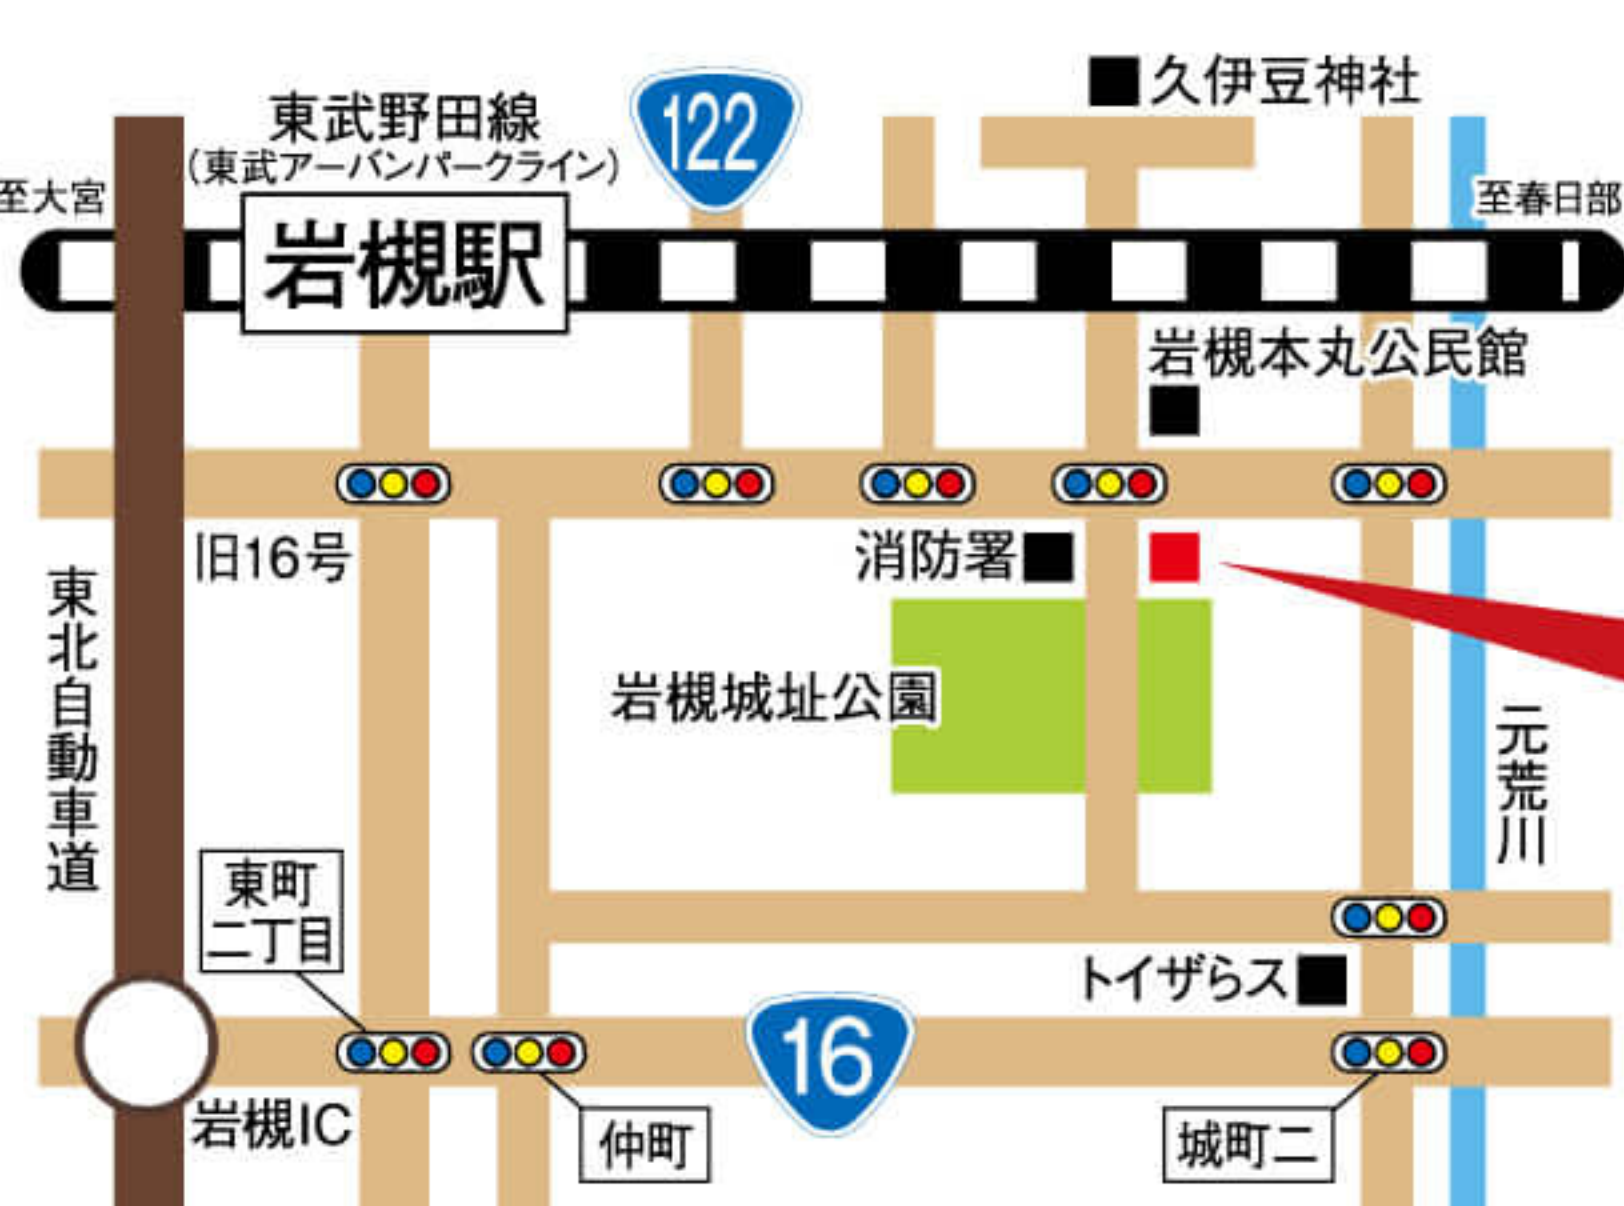 久伊豆神社
東武野田線
(東武アーバンパークライン)
122
至大宮
至春日部
岩槻駅
岩槻本丸公民館
旧16号
消防署
東北自動車道
岩槻城址公園
元荒川
東町
二丁目
トイザらス
16
岩槻IC
仲町
城町二